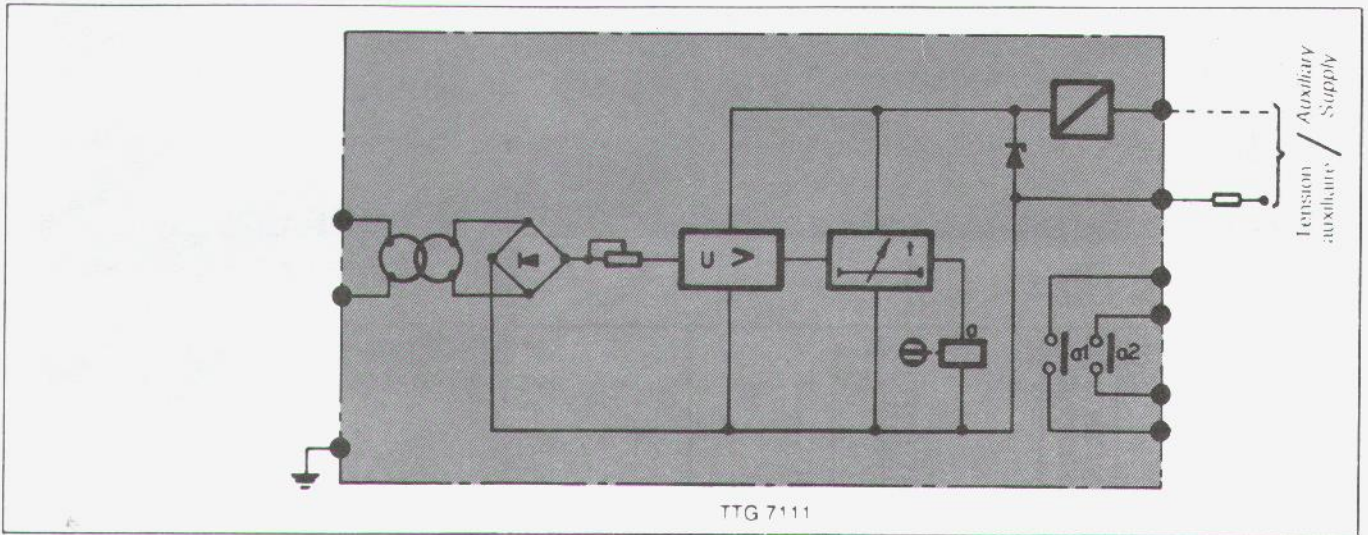 U >
t
a
a1
a2
Tension / Auxiliary
auxiliaire Supply
TTG 7111